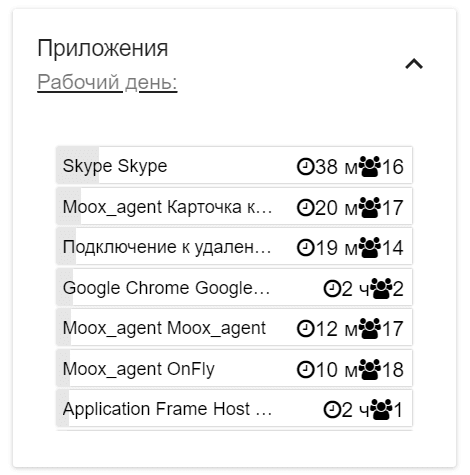 Приложения
Рабочий день:
Skype Skype 38 м 16
Moox_agent Карточка к... 20 м 17
Подключение к удален... 19 м 14
Google Chrome Google... 2 ч 2
Moox_agent Moox_agent 12 м 17
Moox_agent OnFly 10 м 18
Application Frame Host ... 2 ч 1